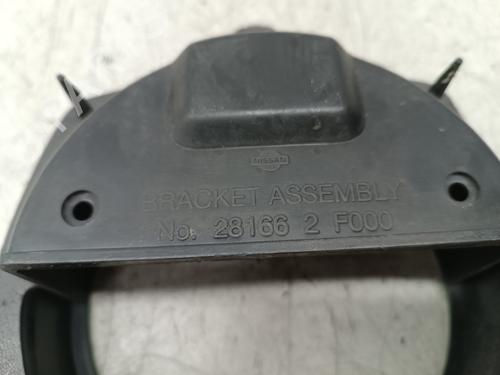 NISSAN
BRACKET ASSEMBLY
No. 28166 2 F000